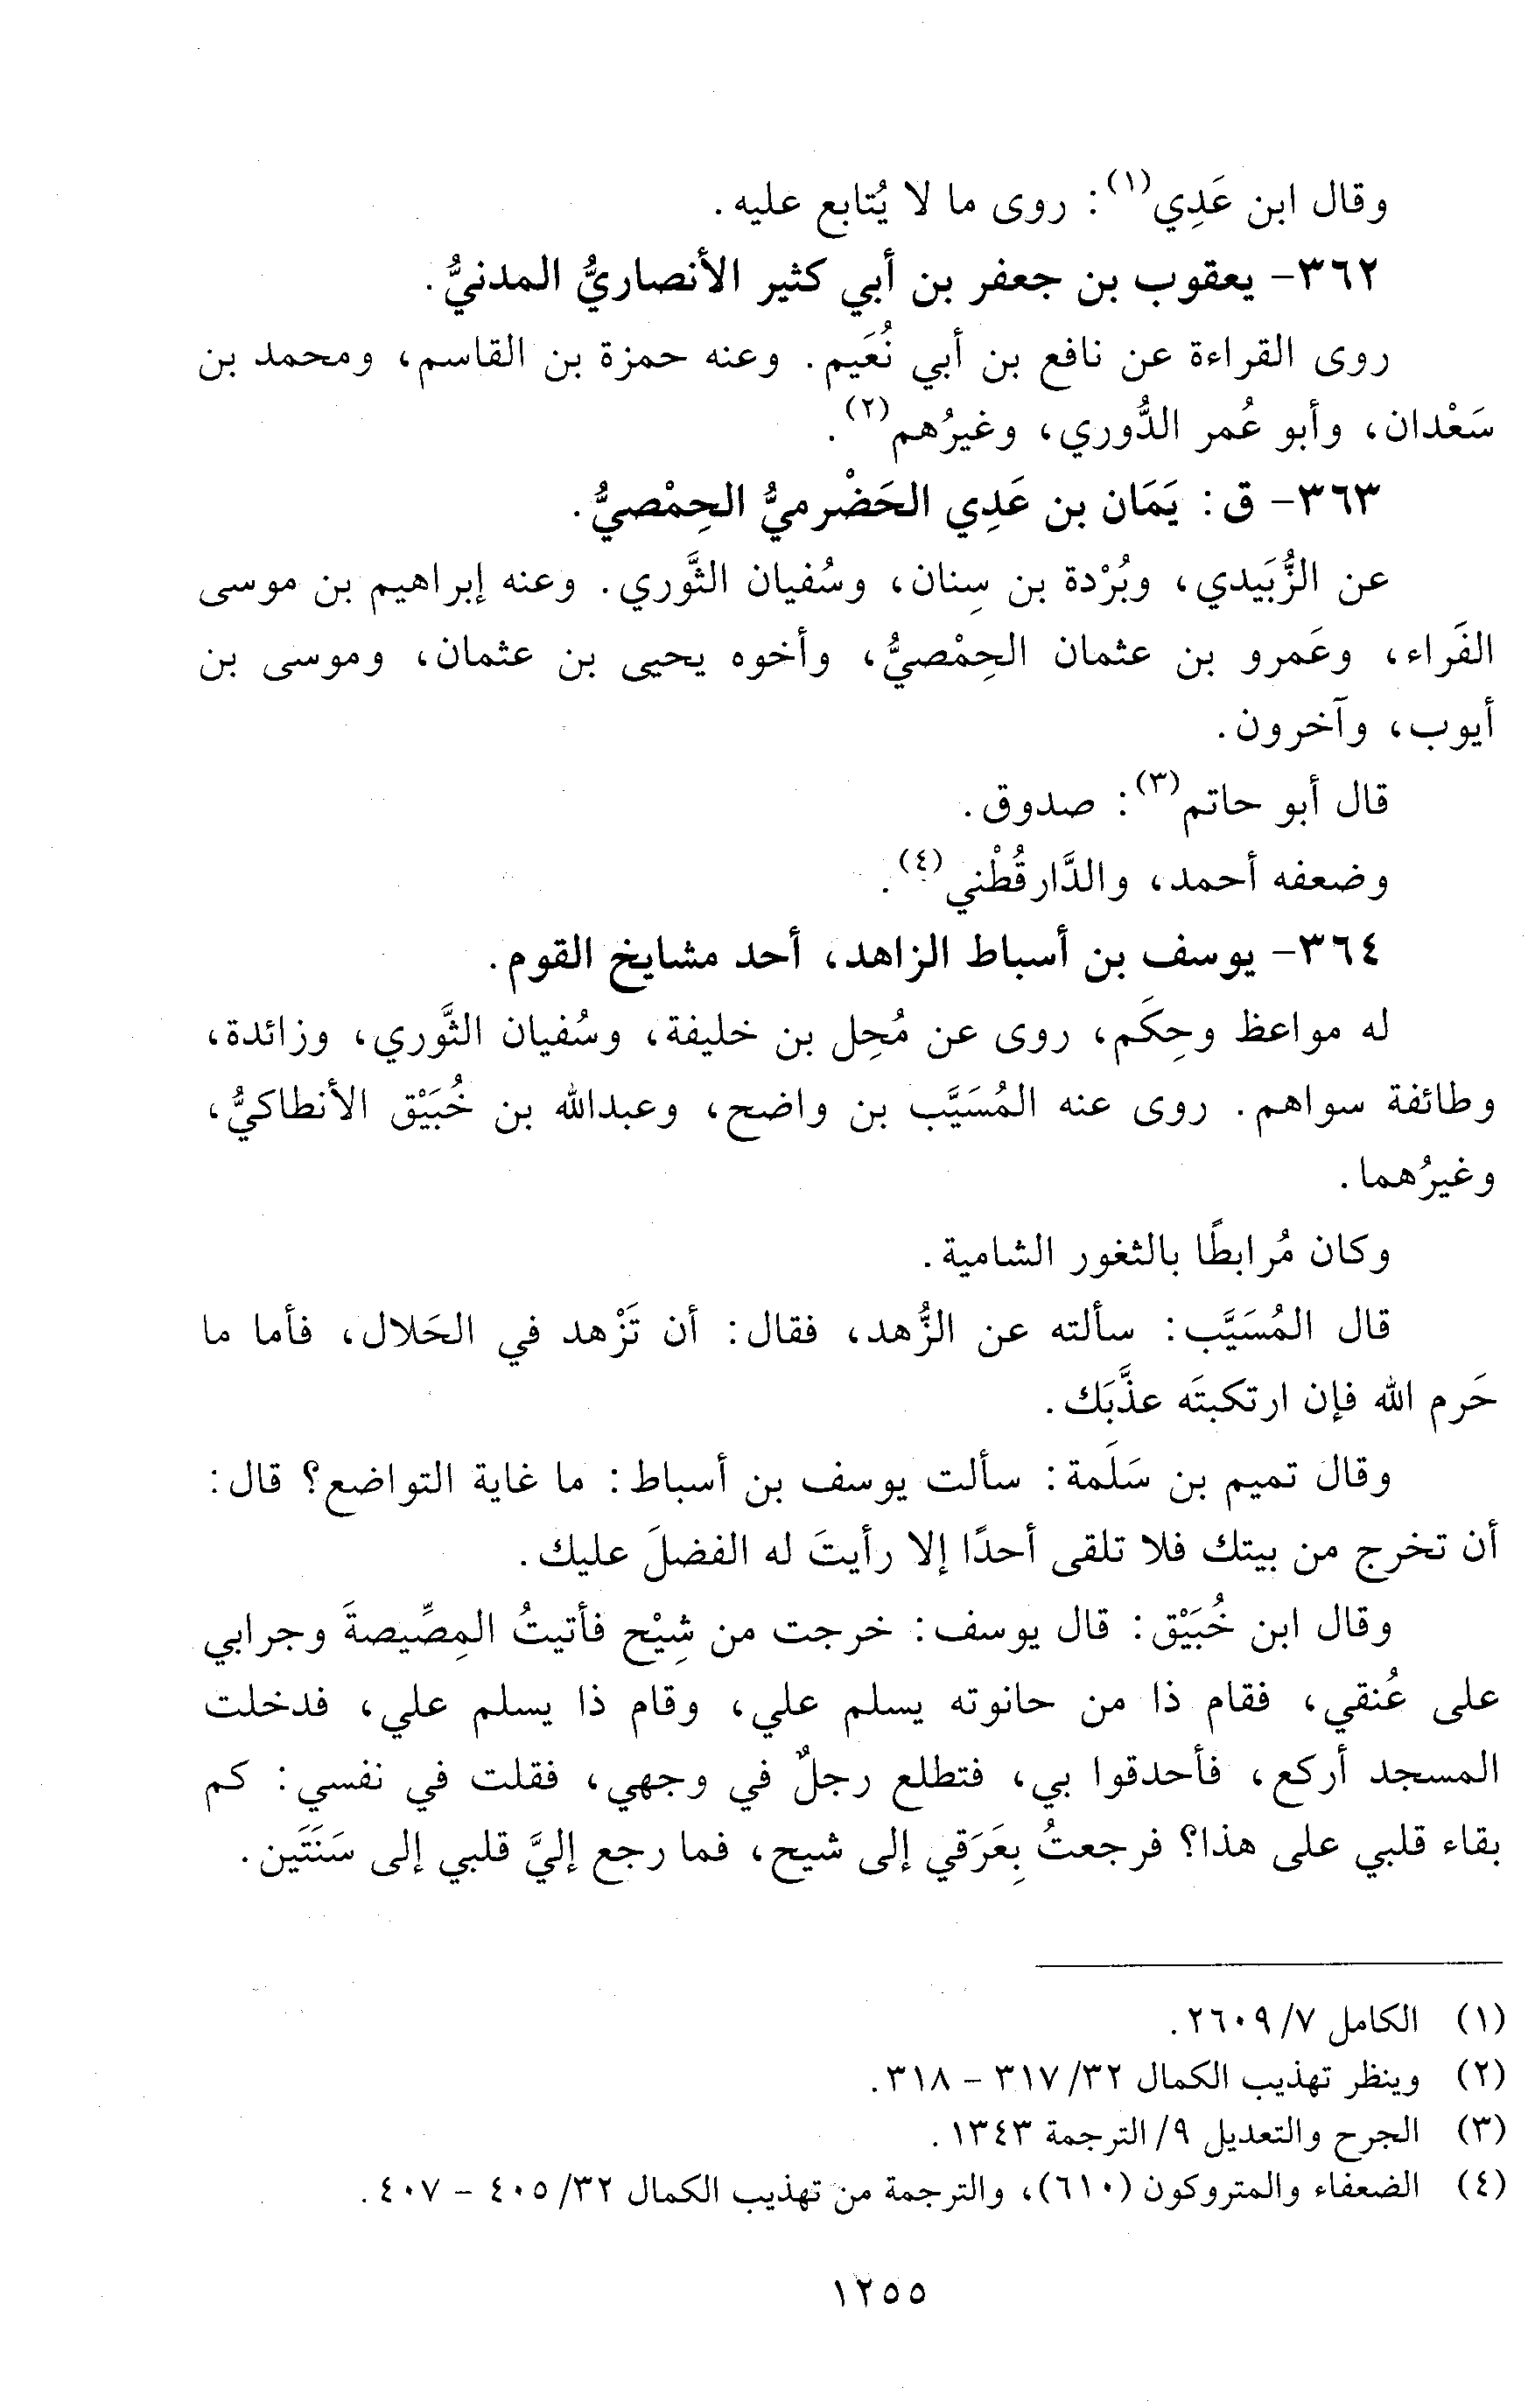 وقال ابن عَدِي(١): روى ما لا يُتابع عليه.
٣٦٢- يعقوب بن جعفر بن أبي كثير الأنصاريُّ المدنيُّ.
روى القراءة عن نافع بن أبي نُعَيم. وعنه حمزة بن القاسم، ومحمد بن
سَعْدان، وأبو عُمر الدُّوري، وغيرُهم(٢).
٣٦٣- ق: يَمَان بن عَدِي الحَضْرميُّ الحِمْصيُّ.
عن الزُّبَيدي، وبُرْدة بن سِنان، وسُفيان الثَّوري. وعنه إبراهيم بن موسى
الفَراء، وعَمرو بن عثمان الحِمْصيُّ، وأخوه يحيى بن عثمان، وموسى بن
أيوب، وآخرون.
قال أبو حاتم(٣): صدوق.
وضعفه أحمد، والدَّارقُطْني(٤).
٣٦٤- يوسف بن أسباط الزاهد، أحد مشايخ القوم.
له مواعظ وحِكَم، روى عن مُحِل بن خليفة، وسُفيان الثَّوري، وزائدة،
وطائفة سواهم. روى عنه المُسَيَّب بن واضح، وعبدالله بن خُبَيْق الأنطاكيُّ،
وغيرُهما.
وكان مُرابطًا بالثغور الشامية.
قال المُسَيَّب: سألته عن الزُّهد، فقال: أن تَزْهد في الحَلال، فأما ما
حَرم الله فإن ارتكبتَه عذَّبَك.
وقال تميم بن سَلَمة: سألت يوسف بن أسباط: ما غاية التواضع؟ قال:
أن تخرج من بيتك فلا تلقى أحدًا إلا رأيتَ له الفضلَ عليك.
وقال ابن خُبَيْق: قال يوسف: خرجت من شِيْح فأتيتُ المِصِّيصةَ وجرابي
على عُنقي، فقام ذا من حانوته يسلم علي، وقام ذا يسلم علي، فدخلت
المسجد أركع، فأحدقوا بي، فتطلع رجلٌ في وجهي، فقلت في نفسي: كم
بقاء قلبي على هذا؟ فرجعتُ بِعَرَقي إلى شيح، فما رجع إليَّ قلبي إلى سَنَتَين.
(١) الكامل ٧/ ٢٦٠٩.
(٢) وينظر تهذيب الكمال ٣٢/ ٣١٧ - ٣١٨.
(٣) الجرح والتعديل ٩/ الترجمة ١٣٤٣.
(٤) الضعفاء والمتروكون (٦١٠)، والترجمة من تهذيب الكمال ٣٢/ ٤٠٥ - ٤٠٧.
١٢٥٥